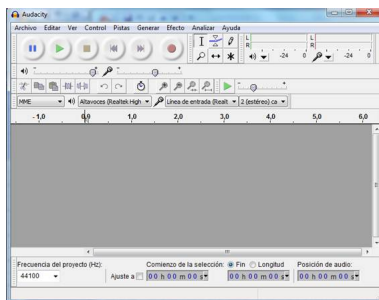 Audacity
Archivo Editar Ver Control Pistas Generar Efecto Analizar Ayuda
L
R
-24 0
L
R
-24 0
MME Altavoces (Realtek High Línea de entrada (Realt 2 (estéreo) ca
- 1,0 0,0 1,0 2,0 3,0 4,0 5,0 6,0
Frecuencia del proyecto (Hz): Comienzo de la selección: Fin Longitud Posición de audio:
44100 Ajuste a 00 h 00 m 00 s 00 h 00 m 00 s 00 h 00 m 00 s